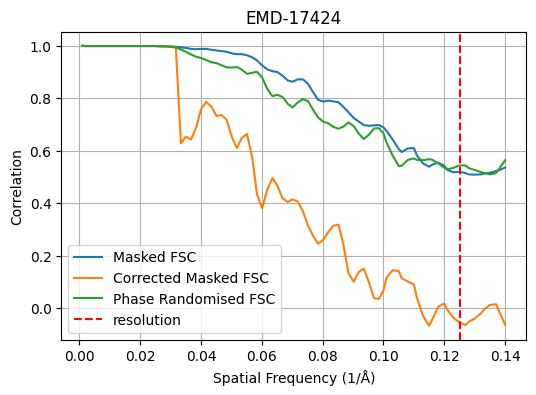 EMD-17424
Correlation
1.0
0.8
0.6
0.4
0.2
0.0
Masked FSC
Corrected Masked FSC
Phase Randomised FSC
resolution
0.00 0.02 0.04 0.06 0.08 0.10 0.12 0.14
Spatial Frequency (1/Å)